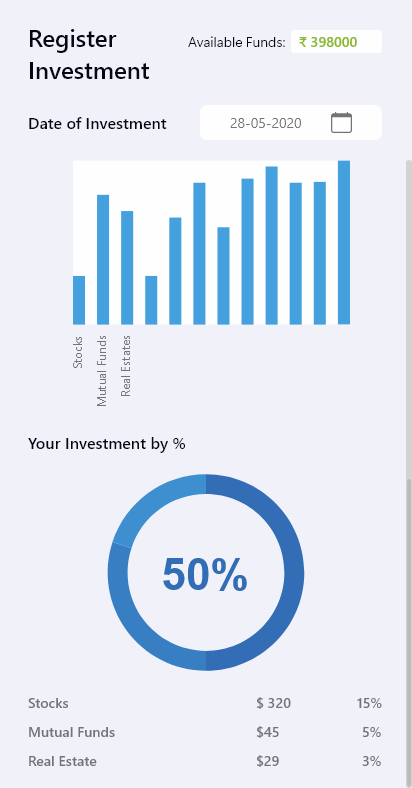 Register
Investment
Available Funds: ₹ 398000
Date of Investment
28-05-2020
Stocks
Mutual Funds
Real Estates
Your Investment by %
50%
Stocks $ 320 15%
Mutual Funds $45 5%
Real Estate $29 3%